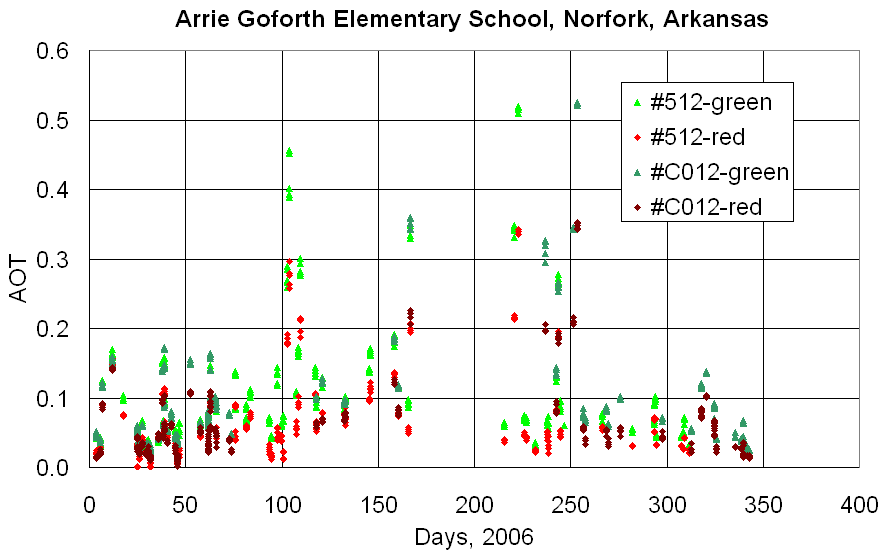 Arrie Goforth Elementary School, Norfork, Arkansas
0.6
0.5
0.4
0.3
0.2
0.1
0.0
AOT
#512-green
#512-red
#C012-green
#C012-red
0 50 100 150 200 250 300 350 400
Days, 2006